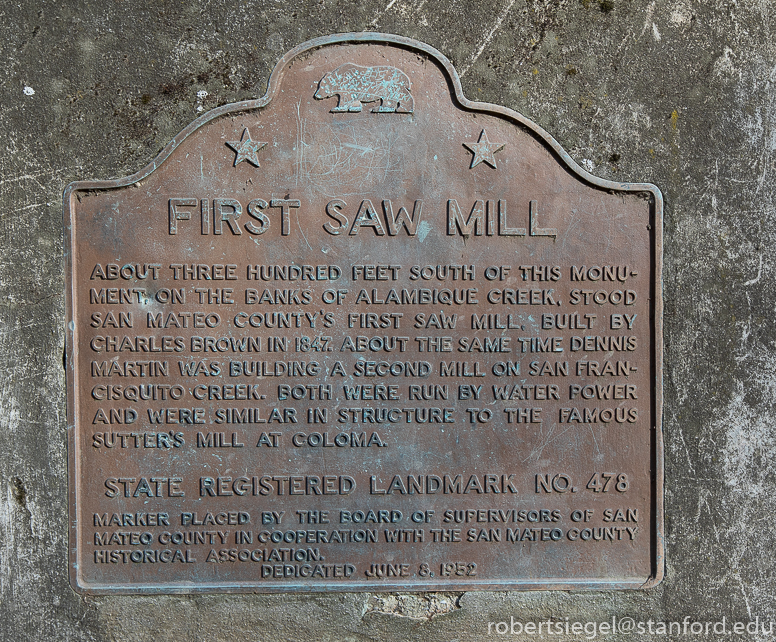 FIRST SAW MILL
ABOUT THREE HUNDRED FEET SOUTH OF THIS MONU-
MENT, ON THE BANKS OF ALAMBIQUE CREEK, STOOD
SAN MATEO COUNTY'S FIRST SAW MILL, BUILT BY
CHARLES BROWN IN 1847. ABOUT THE SAME TIME DENNIS
MARTIN WAS BUILDING A SECOND MILL ON SAN FRAN-
CISQUITO CREEK. BOTH WERE RUN BY WATER POWER
AND WERE SIMILAR IN STRUCTURE TO THE FAMOUS
SUTTER'S MILL AT COLOMA.
STATE REGISTERED LANDMARK NO. 478
MARKER PLACED BY THE BOARD OF SUPERVISORS OF SAN
MATEO COUNTY IN COOPERATION WITH THE SAN MATEO COUNTY
HISTORICAL ASSOCIATION.
DEDICATED JUNE 8, 1952
robertsiegel@stanford.edu